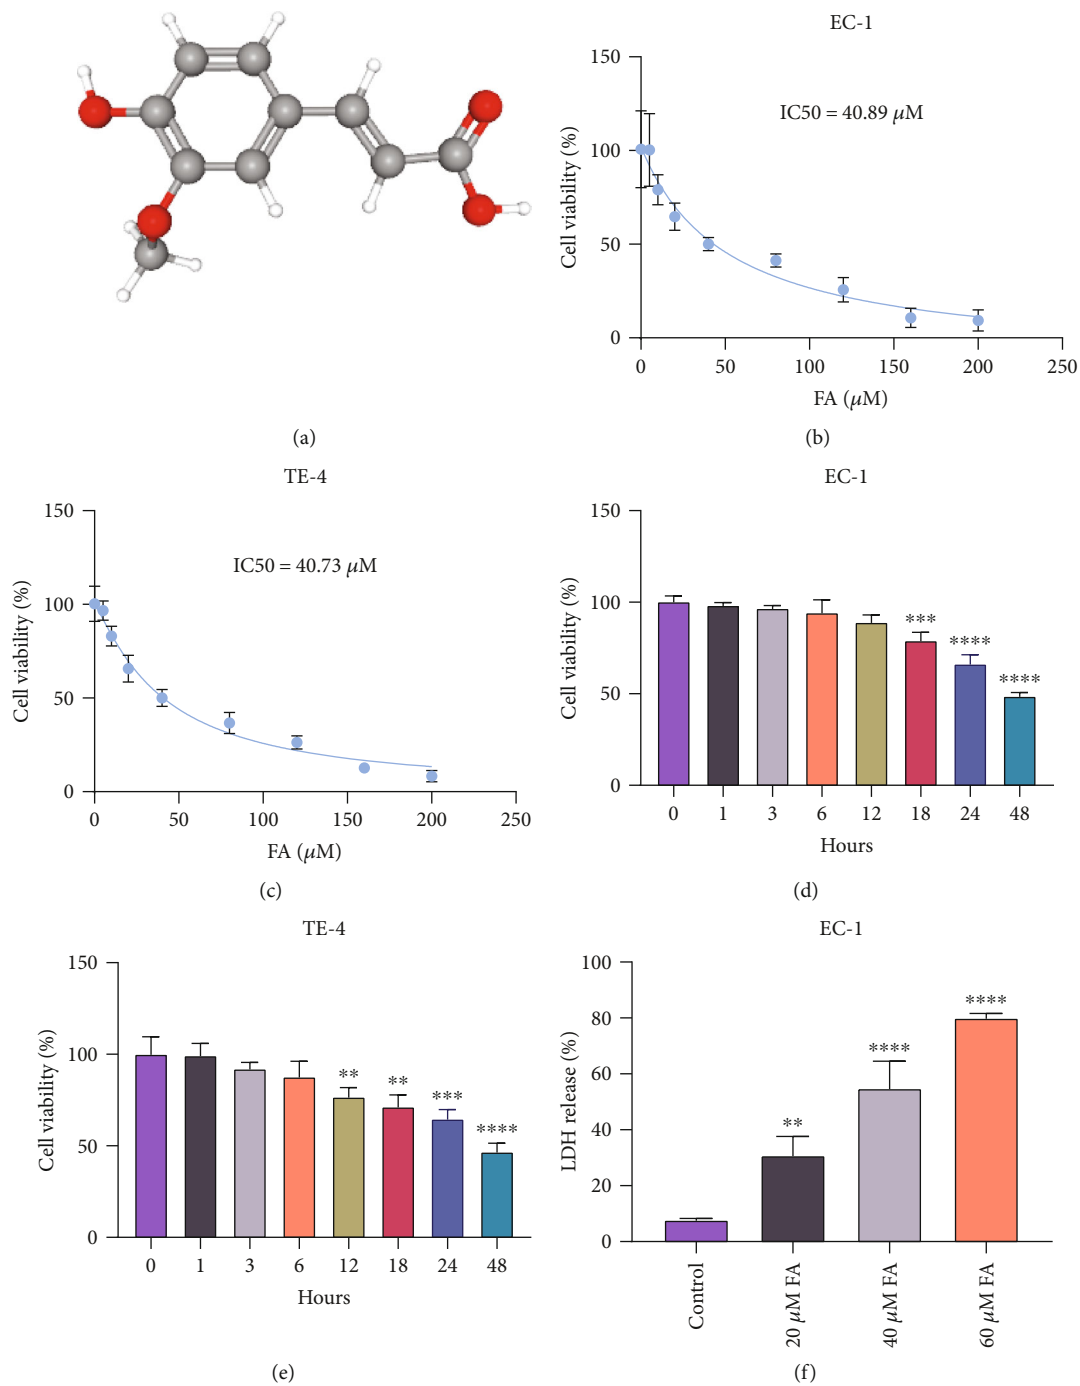 EC-1
150
100
50
0
Cell viability (%)
IC50 = 40.89 μM
0 50 100 150 200 250
FA (μM)
(a)
(b)
TE-4
150
100
50
0
Cell viability (%)
IC50 = 40.73 μM
0 50 100 150 200 250
FA (μM)
(c)
EC-1
150
100
50
0
Cell viability (%)
***
****
****
0 1 3 6 12 18 24 48
Hours
(d)
TE-4
150
100
50
0
Cell viability (%)
**
**
***
****
0 1 3 6 12 18 24 48
Hours
(e)
EC-1
100
80
60
40
20
0
LDH release (%)
**
****
****
Control
20 μM FA
40 μM FA
60 μM FA
(f)